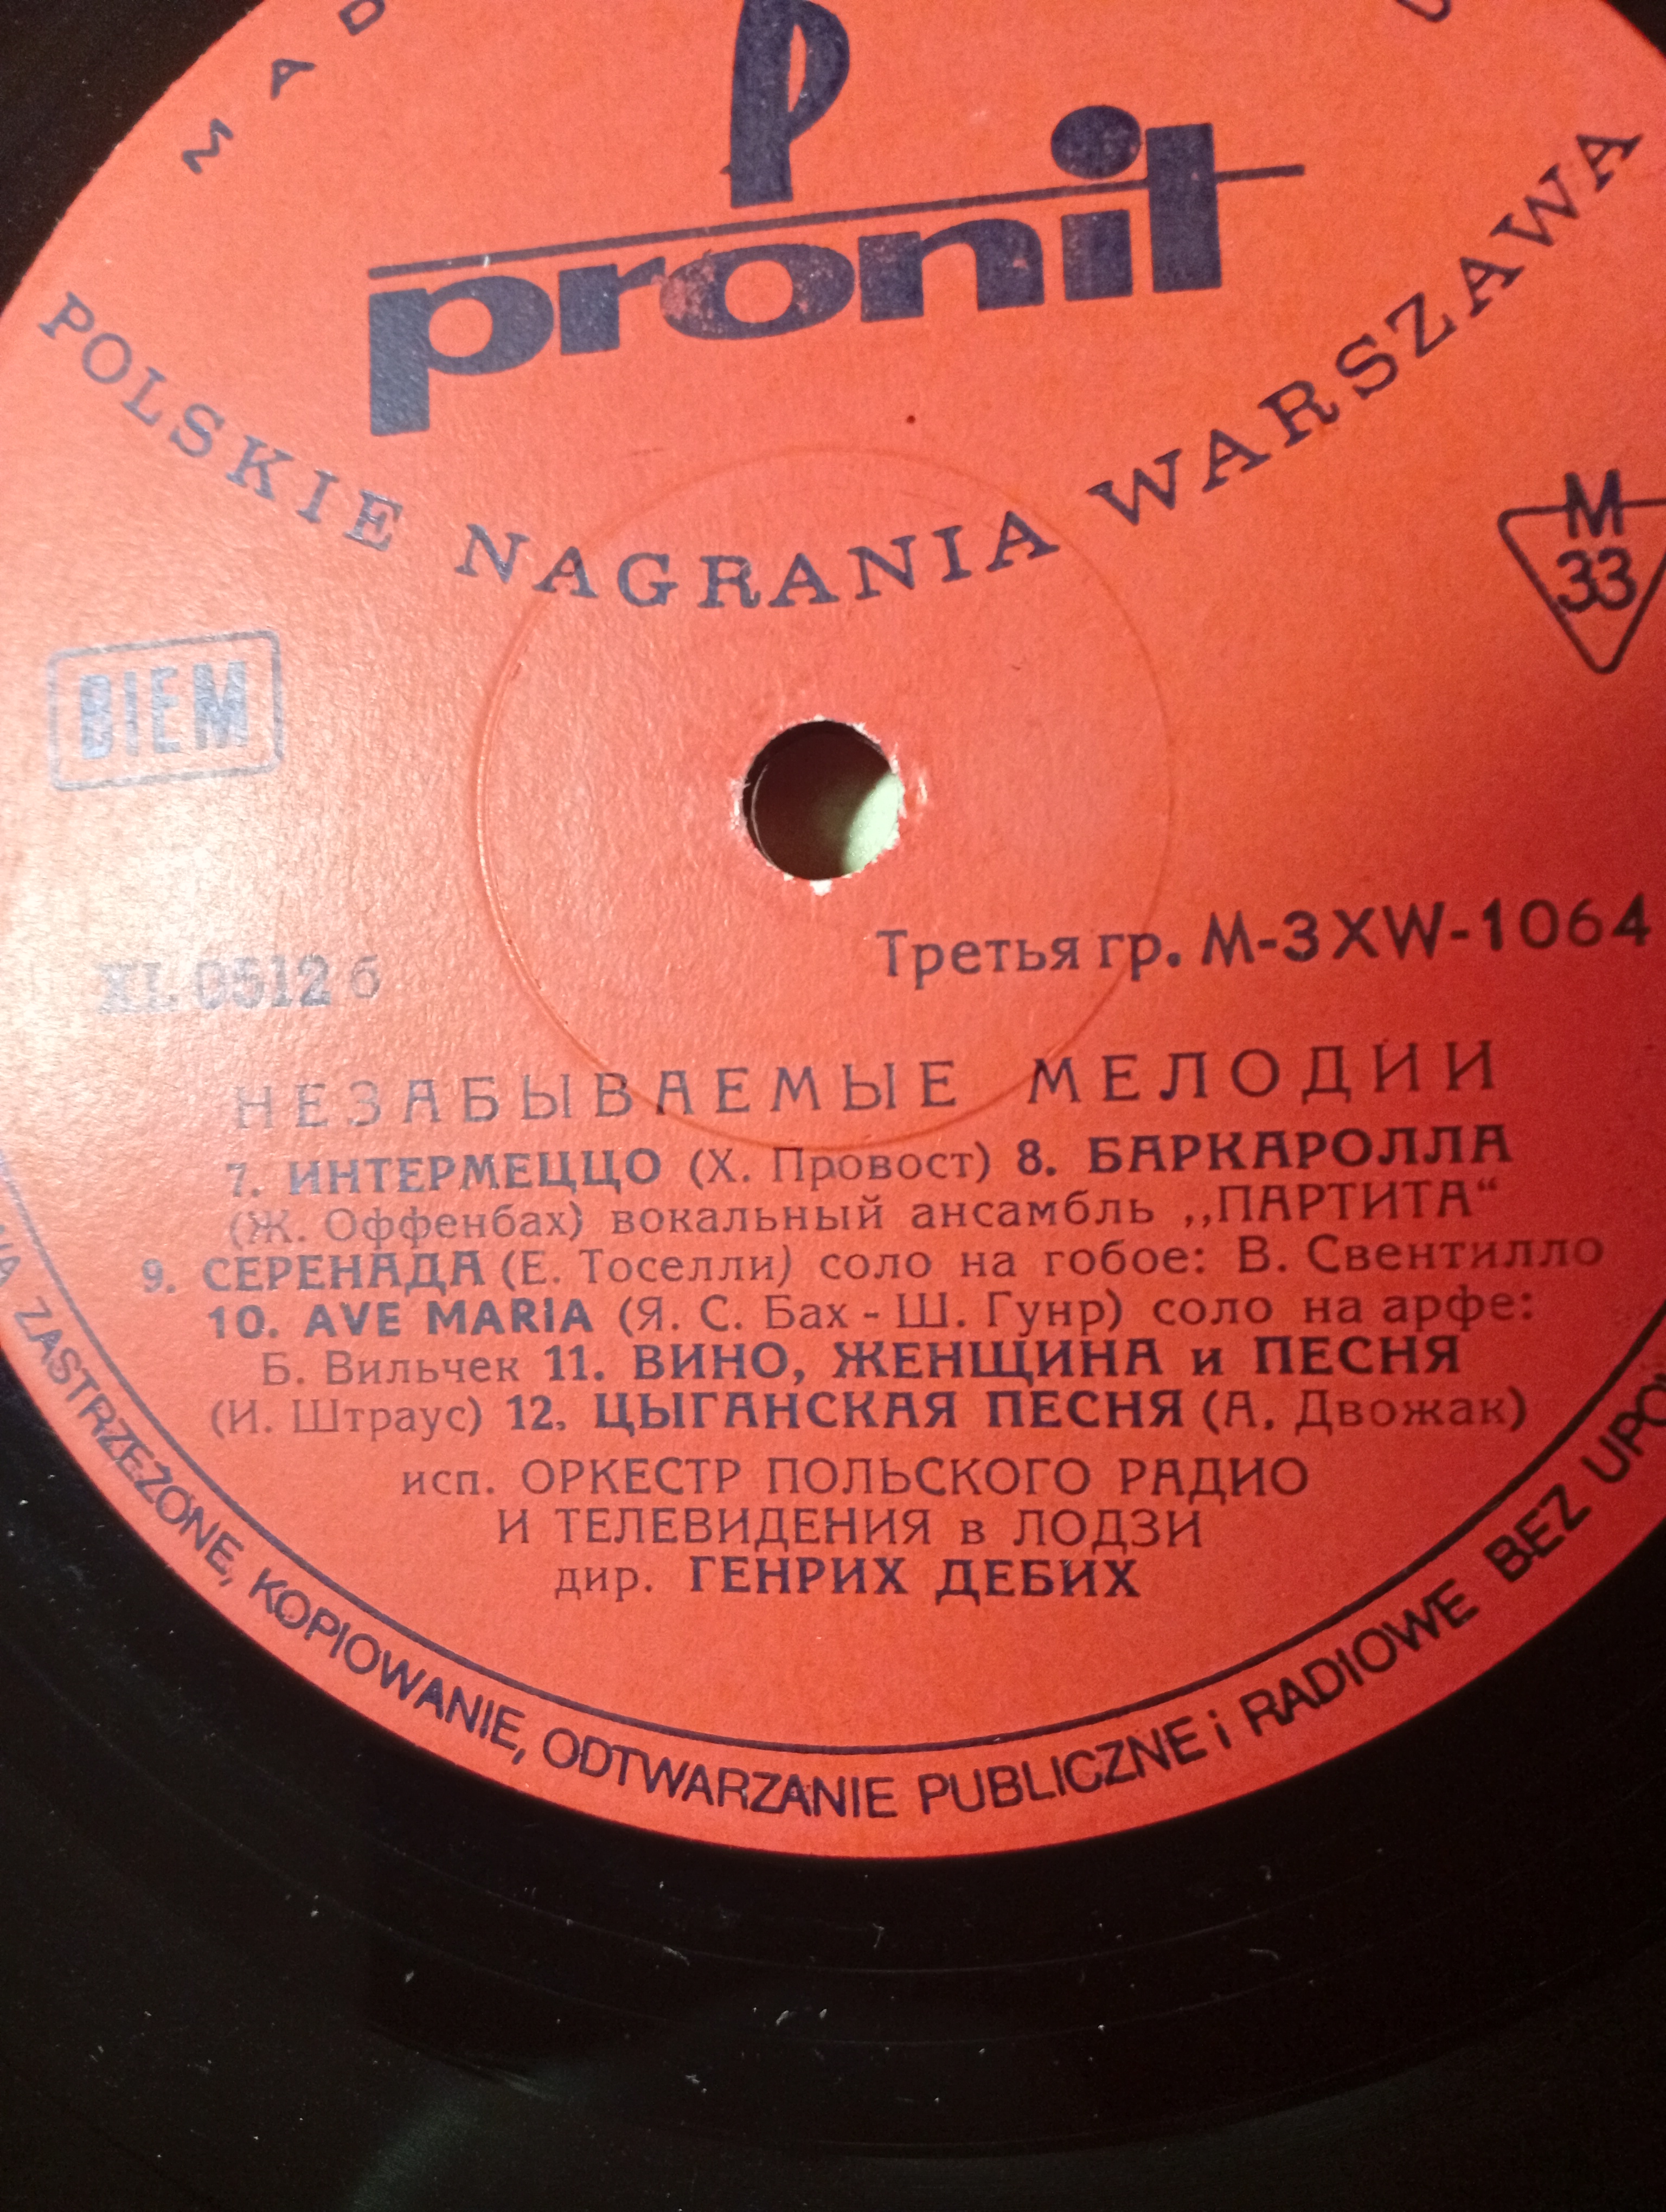 MAD
P
pronit
POLSKIE NAGRANIA WARSZAWA
M
33
BIEM
Третья гр. M-3XW-1064
XL 0512 б
НЕЗАБЫВАЕМЫЕ МЕЛОДИИ
7. ИНТЕРМЕЦЦО (Х. Провост) 8. БАРКАРОЛЛА
(Ж. Оффенбах) вокальный ансамбль ,,ПАРТИТА“
9. СЕРЕНАДА (Е. Тоселли) соло на гобое: В. Свентилло
10. AVE MARIA (Я. С. Бах - Ш. Гунр) соло на арфе:
Б. Вильчек 11. ВИНО, ЖЕНЩИНА и ПЕСНЯ
(И. Штраус) 12. ЦЫГАНСКАЯ ПЕСНЯ (А. Двожак)
исп. ОРКЕСТР ПОЛЬСКОГО РАДИО
И ТЕЛЕВИДЕНИЯ в ЛОДЗИ
дир. ГЕНРИХ ДЕБИХ
ZASTRZEŻONE, KOPIOWANIE, ODTWARZANIE PUBLICZNE i RADIOWE BEZ